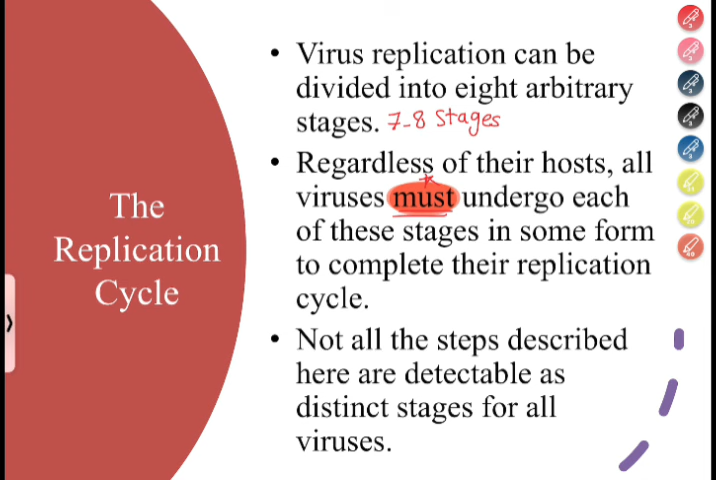 The
Replication
Cycle
• Virus replication can be
divided into eight arbitrary
stages. 7-8 Stages
• Regardless of their hosts, all
viruses must undergo each
of these stages in some form
to complete their replication
cycle.
• Not all the steps described
here are detectable as
distinct stages for all
viruses.